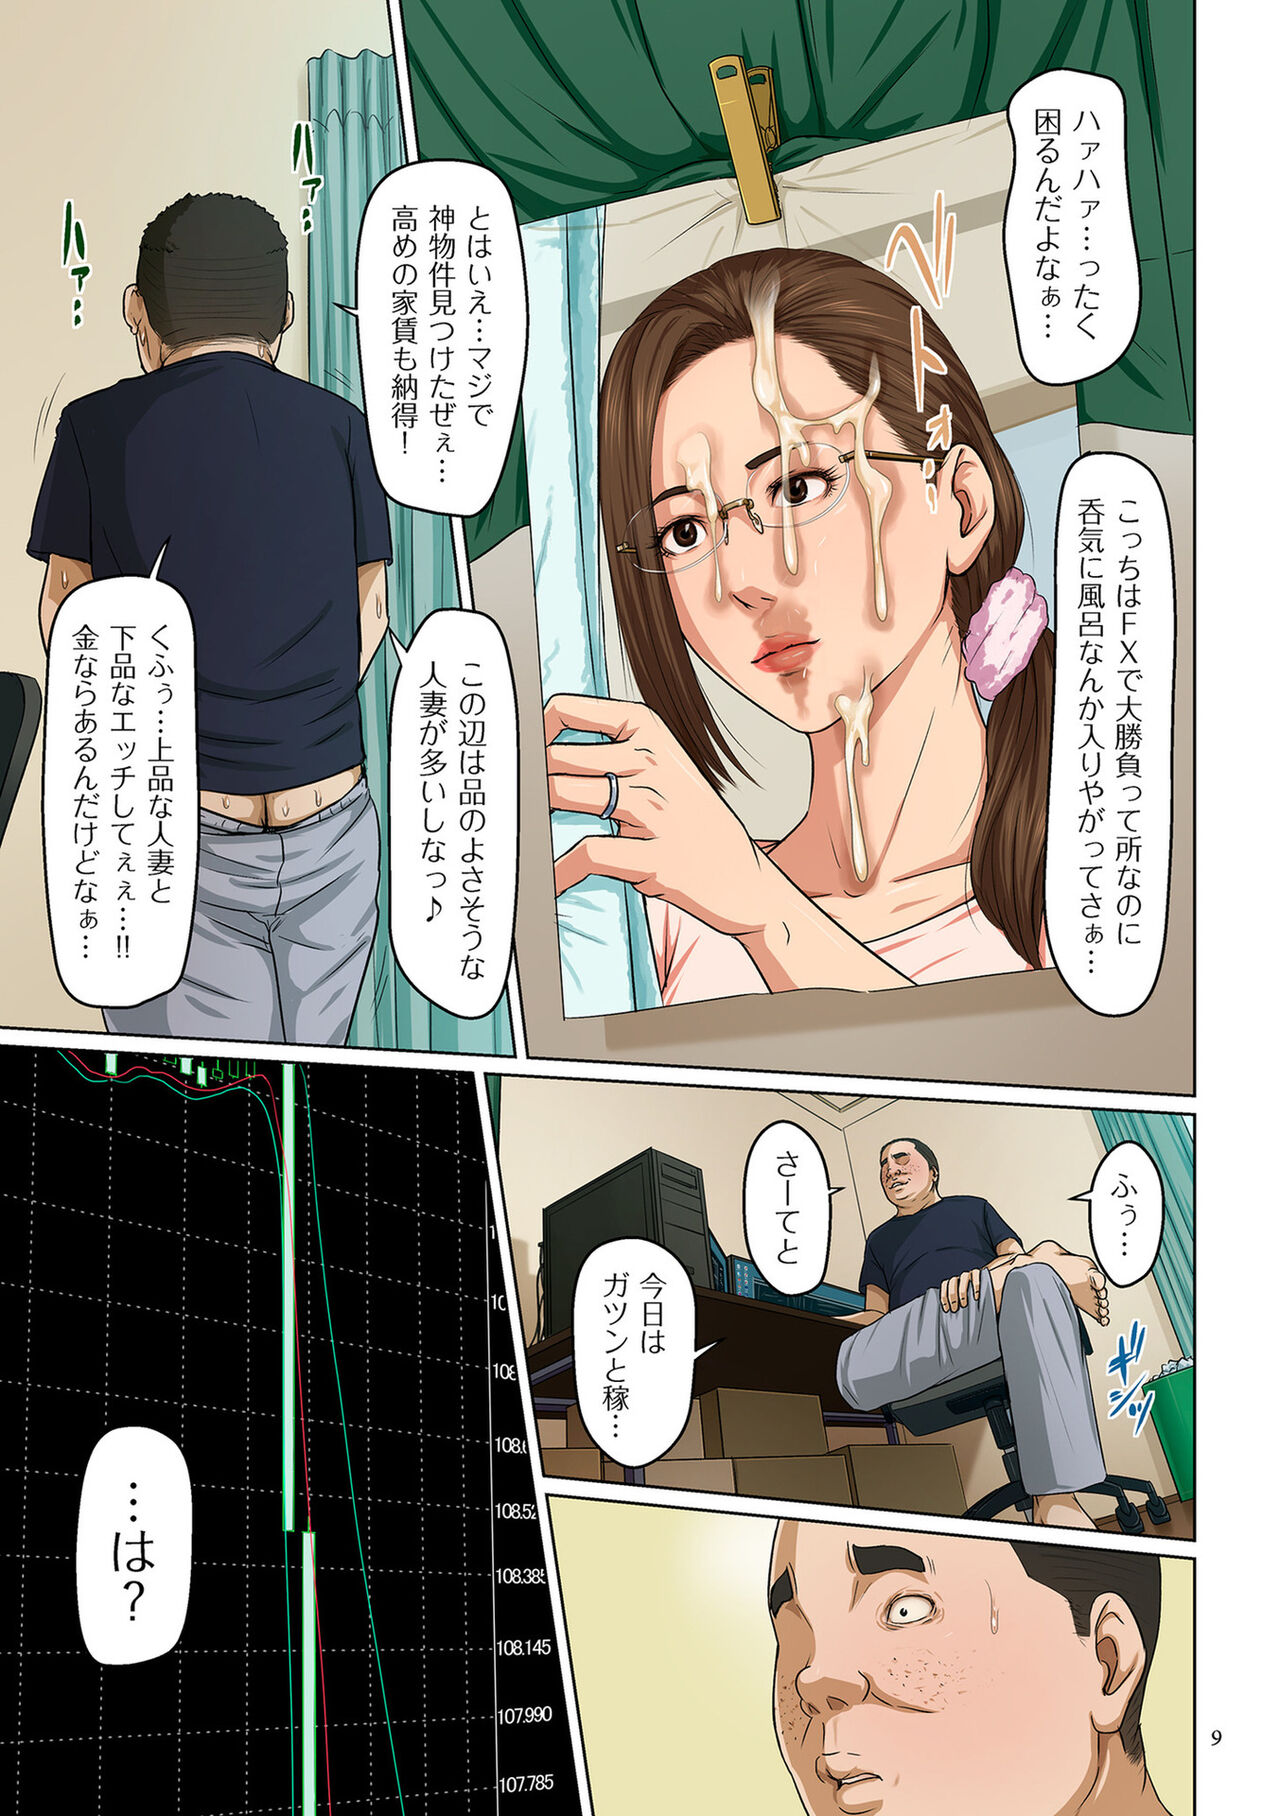 ハァハァ…ったく
困るんだよなぁ…
ベトォ…
こっちはＦＸで大勝負って所なのに
呑気に風呂なんか入りやがってさぁ…
とはいえ…マジで
神物件見つけたぜぇ…
高めの家賃も納得！
ハァ…
ハァ…
この辺は品のよさそうな
人妻が多いしなっ♪
くふぅ…上品な人妻と
下品なエッチしてぇぇ…!!
金ならあるんだけどなぁ…
ふぅ…
さーてと
ギシッ
今日は
ガツンと稼…
…は？
108.385
108.145
107.990
107.785
9